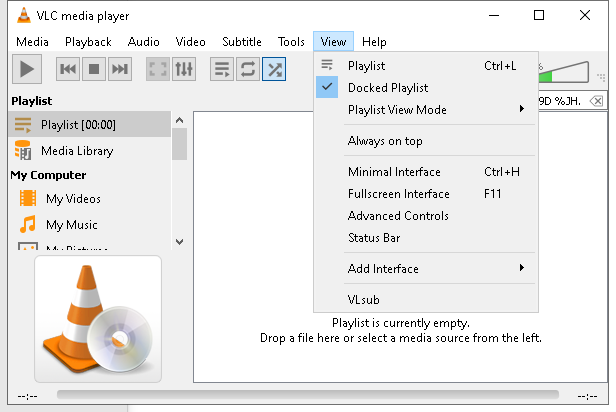 VLC media player
Media Playback Audio Video Subtitle Tools View Help
Playlist Ctrl+L
Docked Playlist
Playlist View Mode
Always on top
Minimal Interface Ctrl+H
Fullscreen Interface F11
Advanced Controls
Status Bar
Add Interface
VLsub
%
9D %JH.
Playlist
Playlist [00:00]
Media Library
My Computer
My Videos
My Music
My Pictures
Playlist is currently empty.
Drop a file here or select a media source from the left.
--:-- --:--